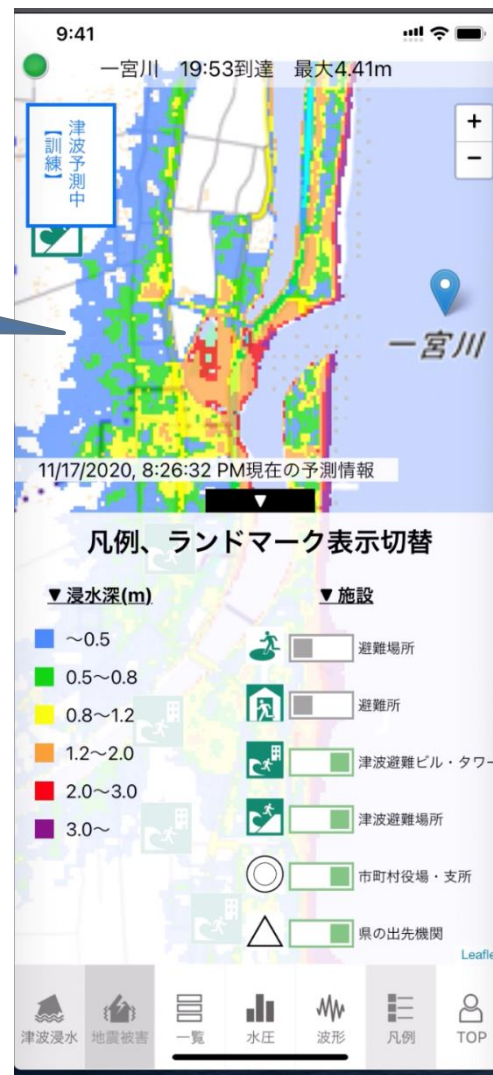 9:41
一宮川 19:53到達 最大4.41m
津波予測中
【訓練】
+
−
一宮川
11/17/2020, 8:26:32 PM現在の予測情報
▼
凡例、ランドマーク表示切替
▼浸水深(m)
～0.5
0.5～0.8
0.8～1.2
1.2～2.0
2.0～3.0
3.0～
▼施設
避難場所
避難所
津波避難ビル・タワー
津波避難場所
市町村役場・支所
県の出先機関
Leafle
津波浸水 地震被害 一覧 水圧 波形 凡例 TOP